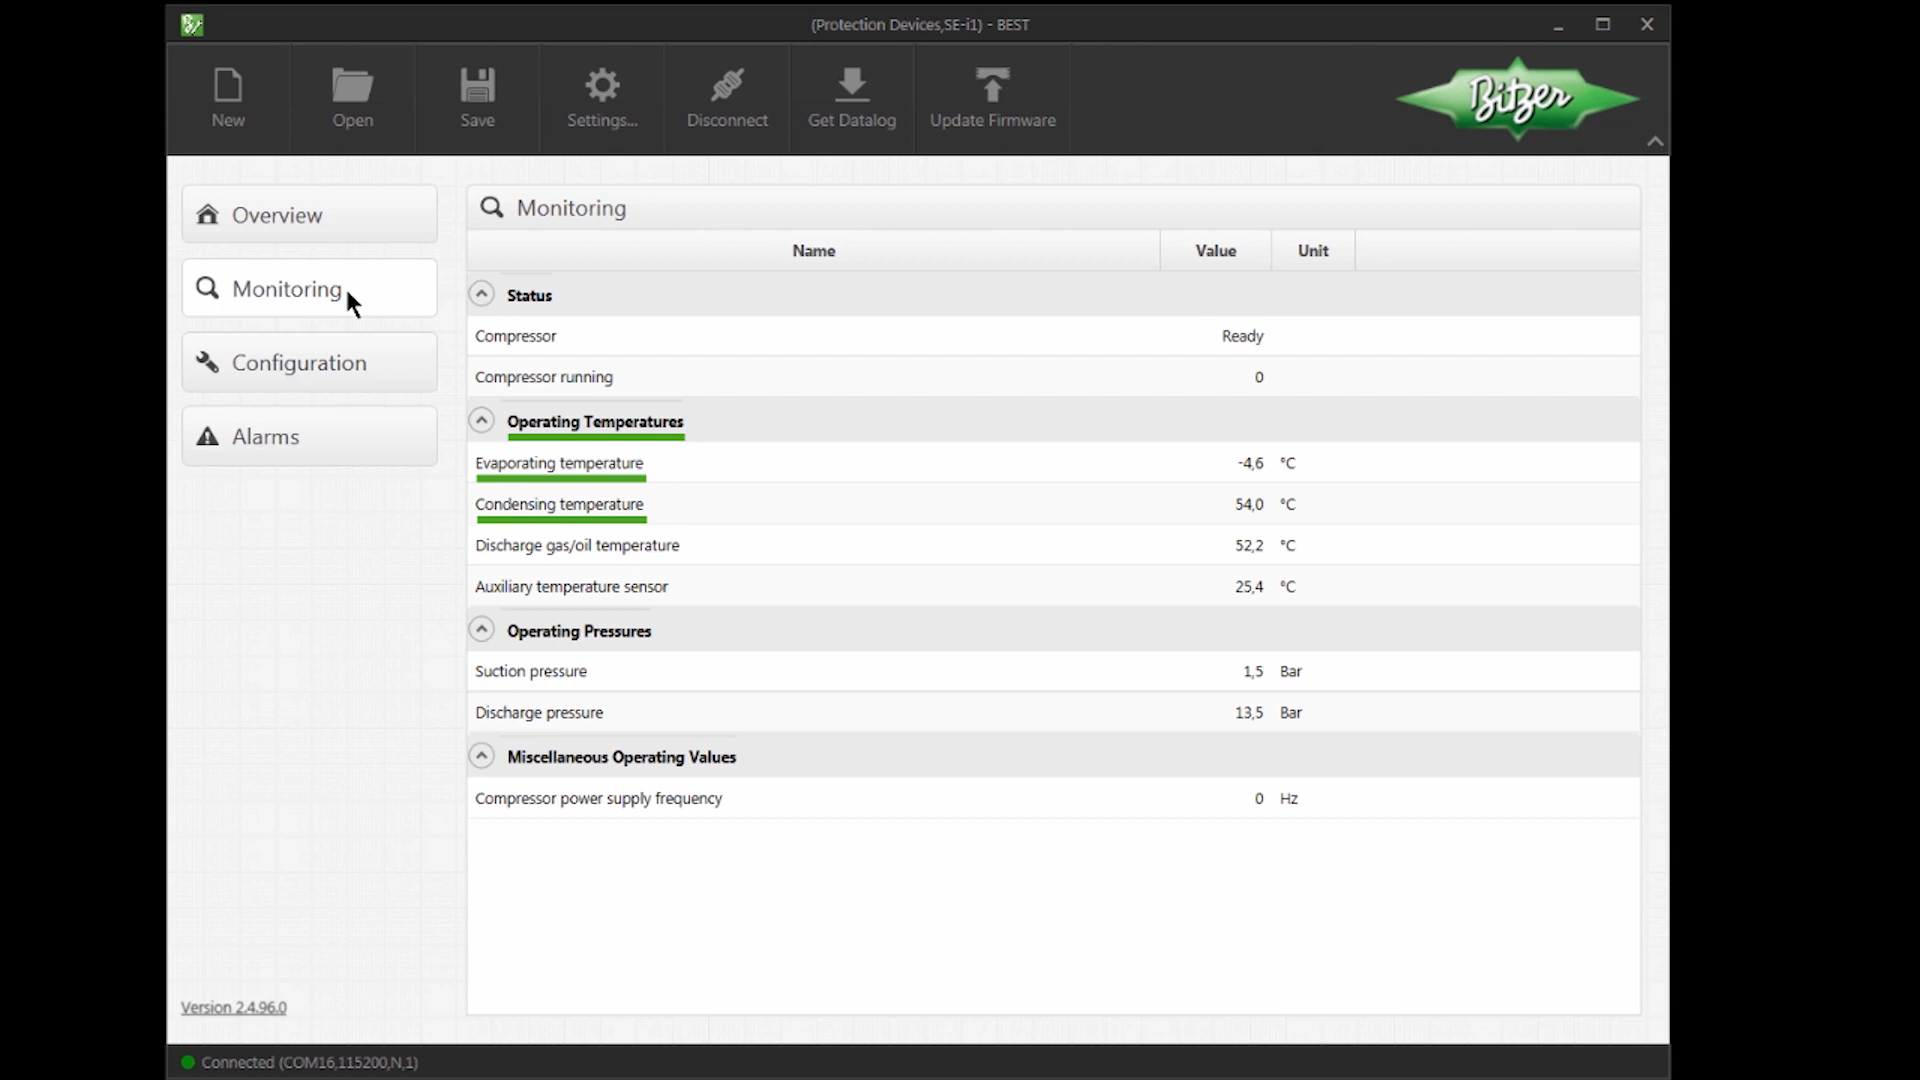 (Protection Devices,SE-i1) - BEST
New
Open
Save
Settings...
Disconnect
Get Datalog
Update Firmware
Bitzer
Overview
Monitoring
Configuration
Alarms
Monitoring
Name Value Unit
Status
Compressor Ready
Compressor running 0
Operating Temperatures
Evaporating temperature -4,6 °C
Condensing temperature 54,0 °C
Discharge gas/oil temperature 52,2 °C
Auxiliary temperature sensor 25,4 °C
Operating Pressures
Suction pressure 1,5 Bar
Discharge pressure 13,5 Bar
Miscellaneous Operating Values
Compressor power supply frequency 0 Hz
Version 2.4.96.0
Connected (COM16,115200,N,1)